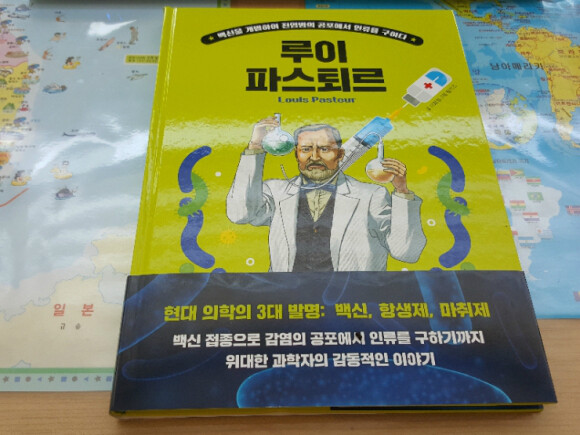 백신을 개발하여 전염병의 공포에서 인류를 구하다
루이
파스퇴르
Louis Pasteur
현대 의학의 3대 발명: 백신, 항생제, 마취제
백신 접종으로 감염의 공포에서 인류를 구하기까지
위대한 과학자의 감동적인 이야기
일본
남아메리카